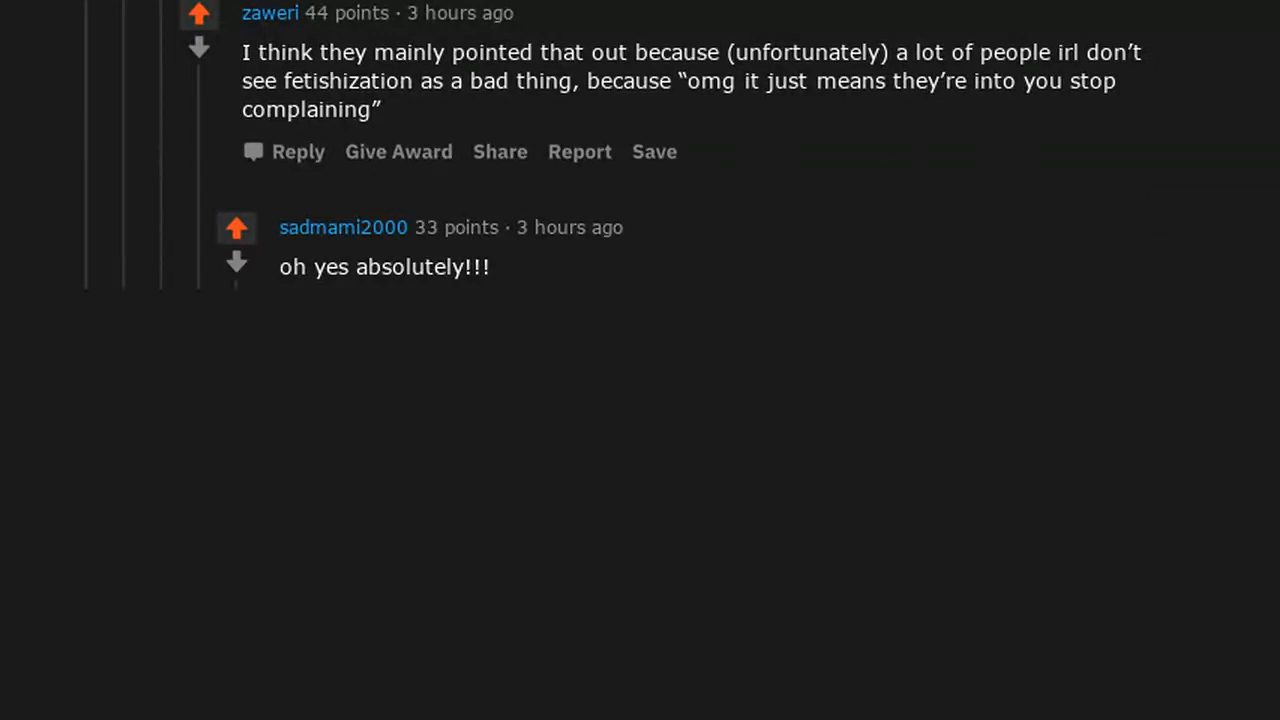 zaweri 44 points · 3 hours ago
I think they mainly pointed that out because (unfortunately) a lot of people irl don’t
see fetishization as a bad thing, because “omg it just means they’re into you stop
complaining”
Reply Give Award Share Report Save
sadmami2000 33 points · 3 hours ago
oh yes absolutely!!!